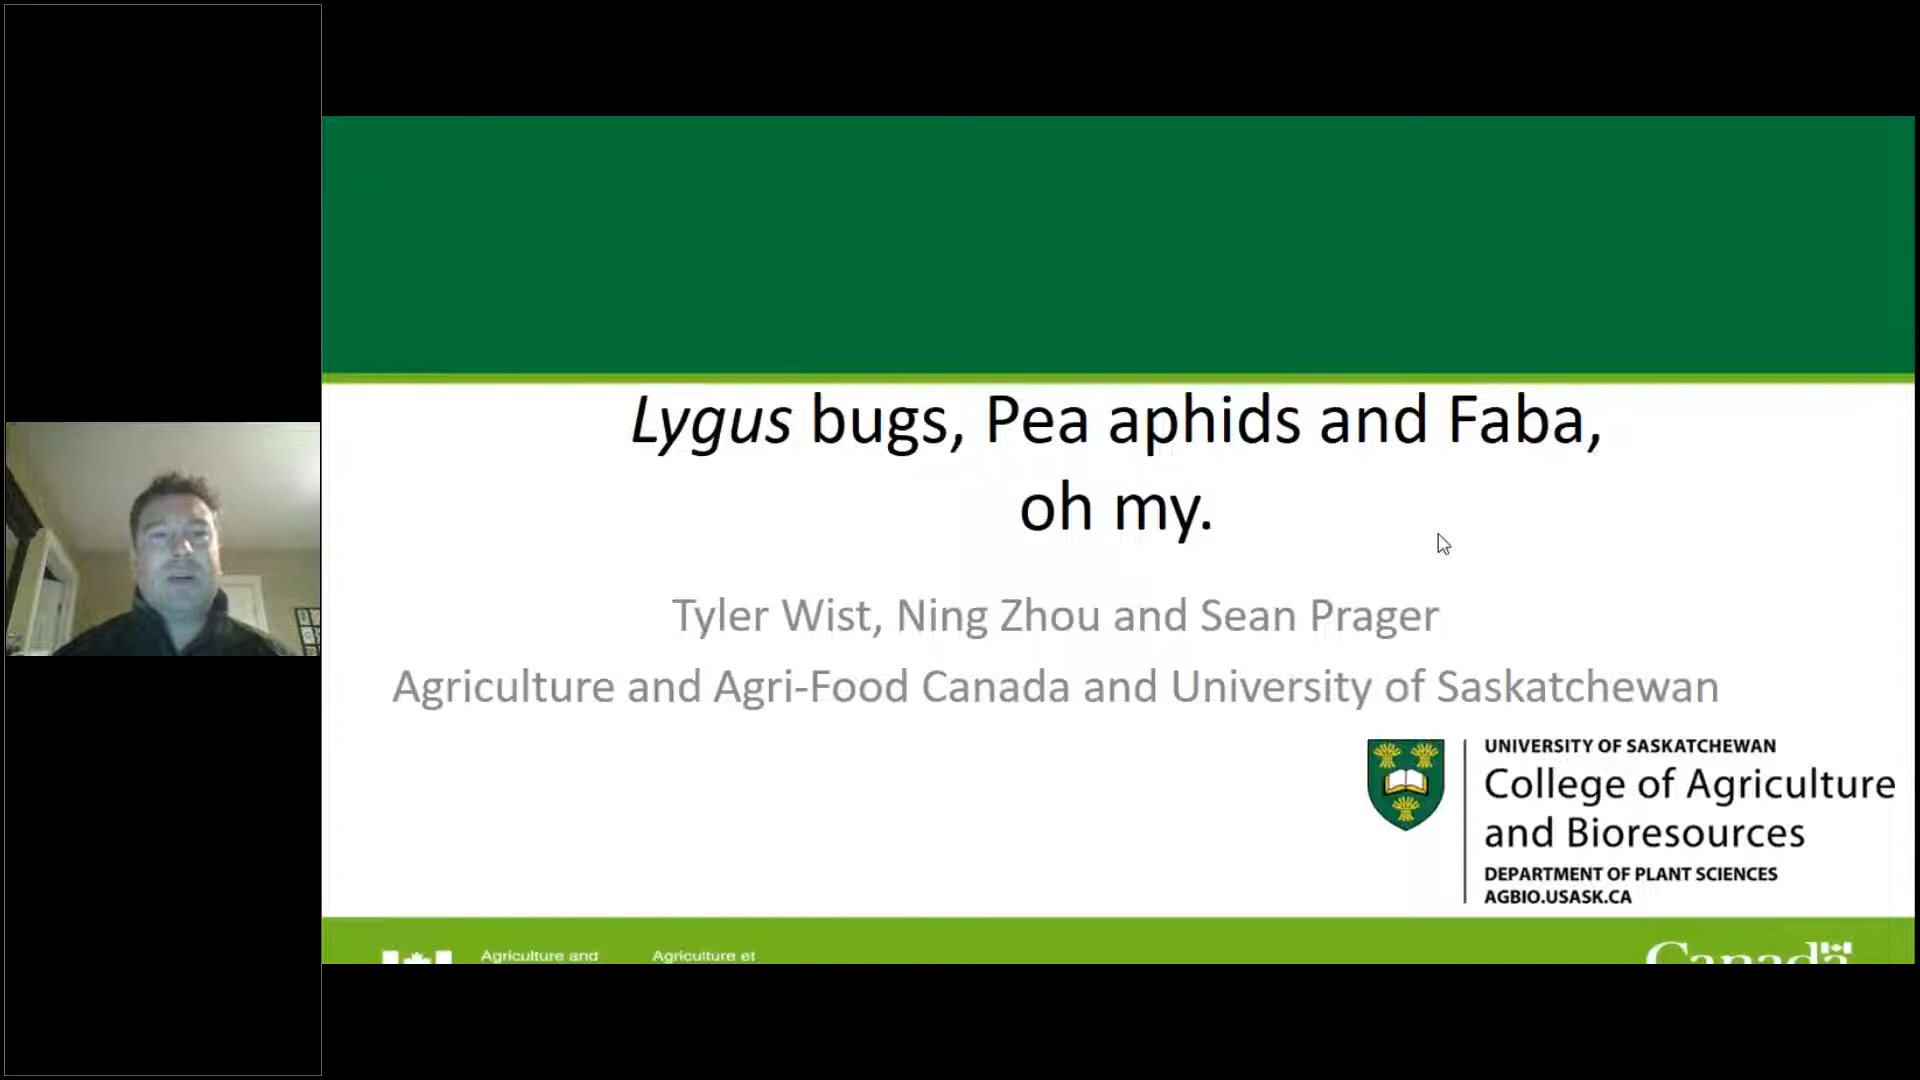 Lygus bugs, Pea aphids and Faba,
oh my.
Tyler Wist, Ning Zhou and Sean Prager
Agriculture and Agri-Food Canada and University of Saskatchewan
UNIVERSITY OF SASKATCHEWAN
College of Agriculture
and Bioresources
DEPARTMENT OF PLANT SCIENCES
AGBIO.USASK.CA
Agriculture and
Agriculture et
Canada